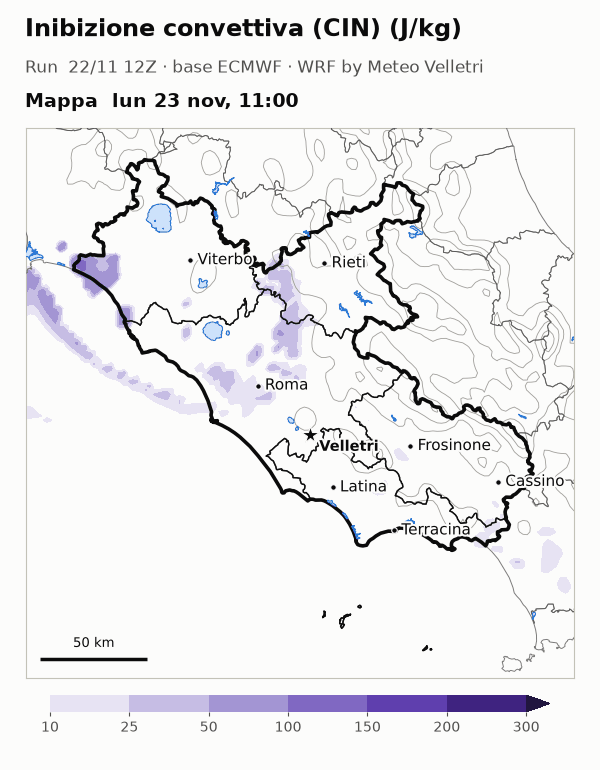 Inibizione convettiva (CIN) (J/kg)
Run 22/11 12Z · base ECMWF · WRF by Meteo Velletri
Mappa lun 23 nov, 11:00
Viterbo
Rieti
Roma
Velletri
Frosinone
Latina
Cassino
Terracina
50 km
10 25 50 100 150 200 300